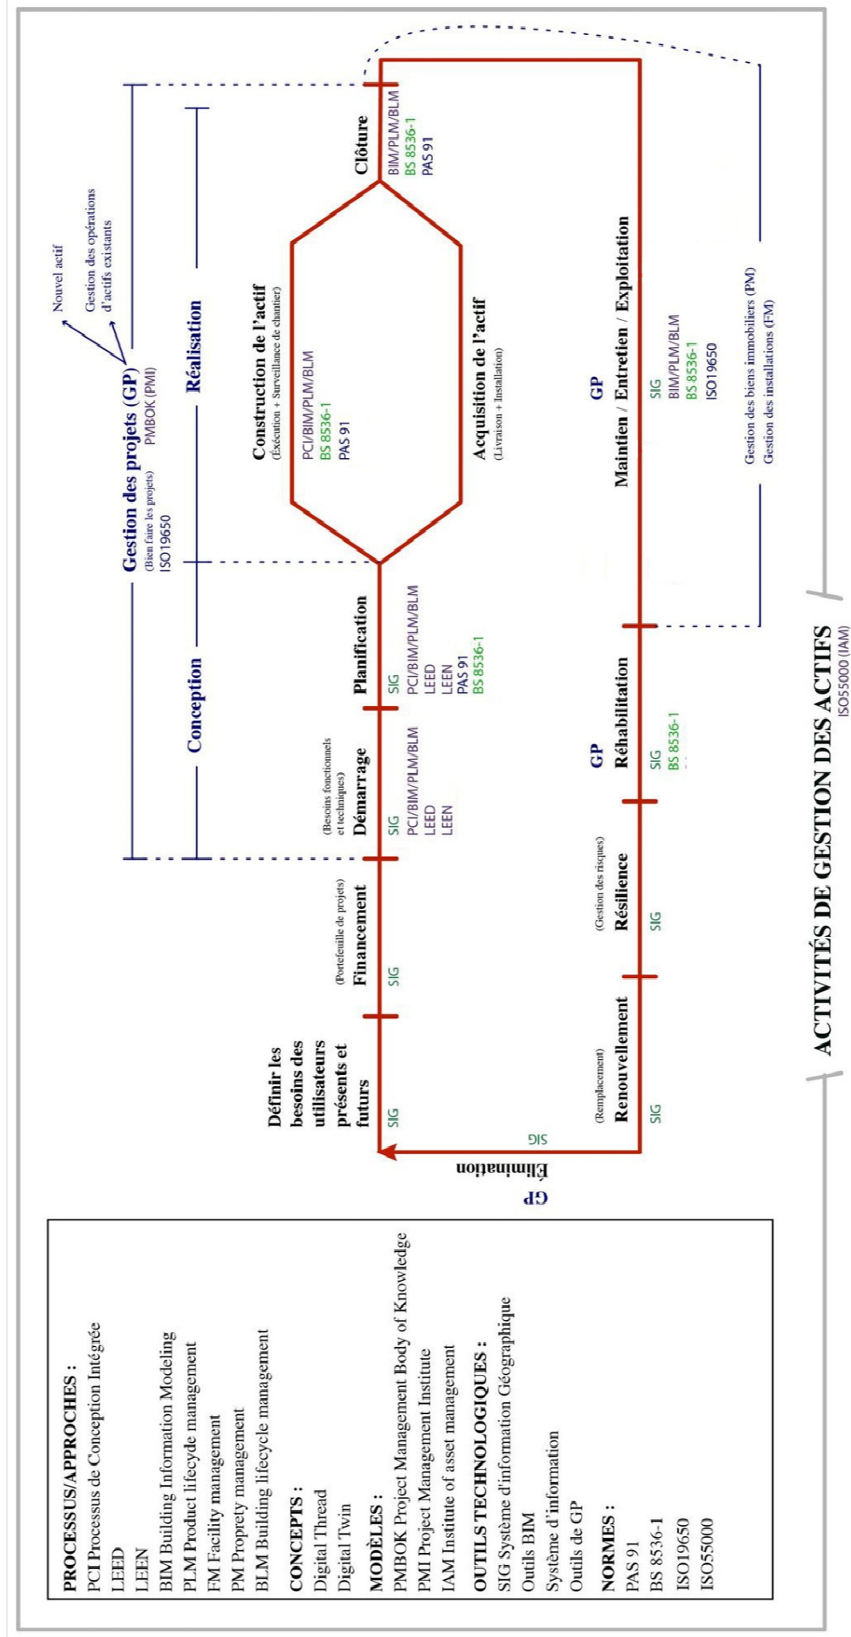 Gestion des projets (GP)
(Bien faire les projets) PMBOK (PMI)
ISO19650
Nouvel actif
Gestion des opérations
d'actifs existants
Conception
Réalisation
Définir les
besoins des
utilisateurs
présents et
futurs
SIG
(Portefeuille de projets)
Financement
SIG
(Besoins fonctionnels
et techniques)
Démarrage
SIG
PCI/BIM/PLM/BLM
LEED
LEEN
Planification
SIG
PCI/BIM/PLM/BLM
LEED
LEEN
PAS 91
BS 8536-1
Construction de l'actif
(Éxécution + Surveillance de chantier)
PCI/BIM/PLM/BLM
BS 8536-1
PAS 91
Acquisition de l'actif
(Livraison + Installation)
Clôture
BIM/PLM/BLM
BS 8536-1
PAS 91
GP
Maintien / Entretien / Exploitation
SIG
BIM/PLM/BLM
BS 8536-1
ISO19650
Gestion des biens immobiliers (PM)
Gestion des installations (FM)
GP
Réhabilitation
SIG
BS 8536-1
(Gestion des risques)
Résilience
SIG
(Remplacement)
Renouvellement
SIG
SIG
Élimination
GP
ACTIVITÉS DE GESTION DES ACTIFS
ISO55000 (IAM)
PROCESSUS/APPROCHES :
PCI Processus de Conception Intégrée
LEED
LEEN
BIM Building Information Modeling
PLM Product lifecyde management
FM Facility management
PM Proprety management
BLM Building lifecycle management
CONCEPTS :
Digital Thread
Digital Twin
MODÈLES :
PMBOK Project Management Body of Knowledge
PMI Project Management Institute
IAM Institute of asset management
OUTILS TECHNOLOGIQUES :
SIG Système d'information Géographique
Outils BIM
Système d'information
Outils de GP
NORMES :
PAS 91
BS 8536-1
ISO19650
ISO55000